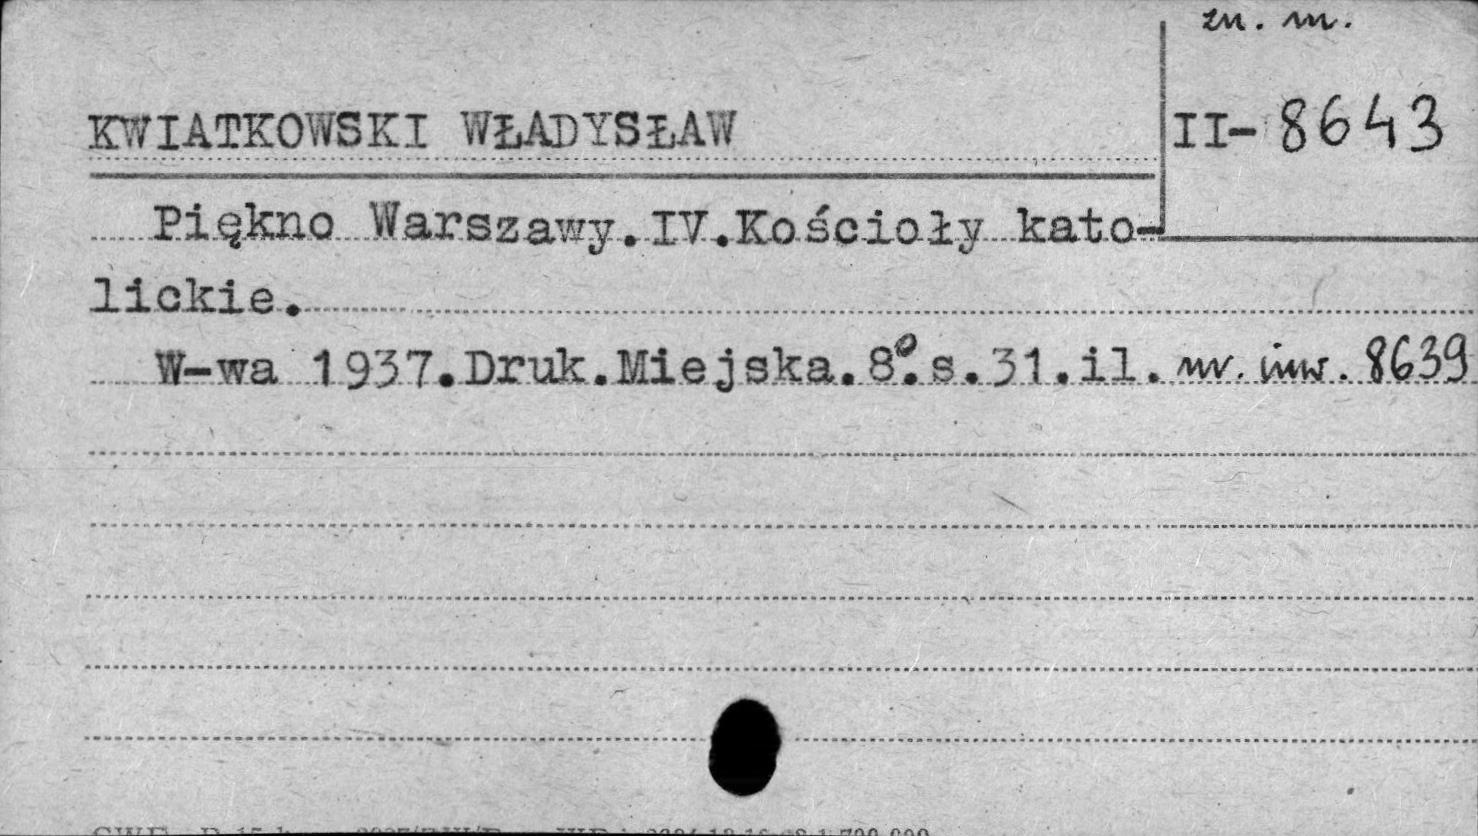 zn. m.
KWIATKOWSKI WŁADYSŁAW
II-8643
Piękno Warszawy.IV.Kościoły kato-
lickie.
W-wa 1937.Druk.Miejska.8°.s.31.il. nr. inw. 8639